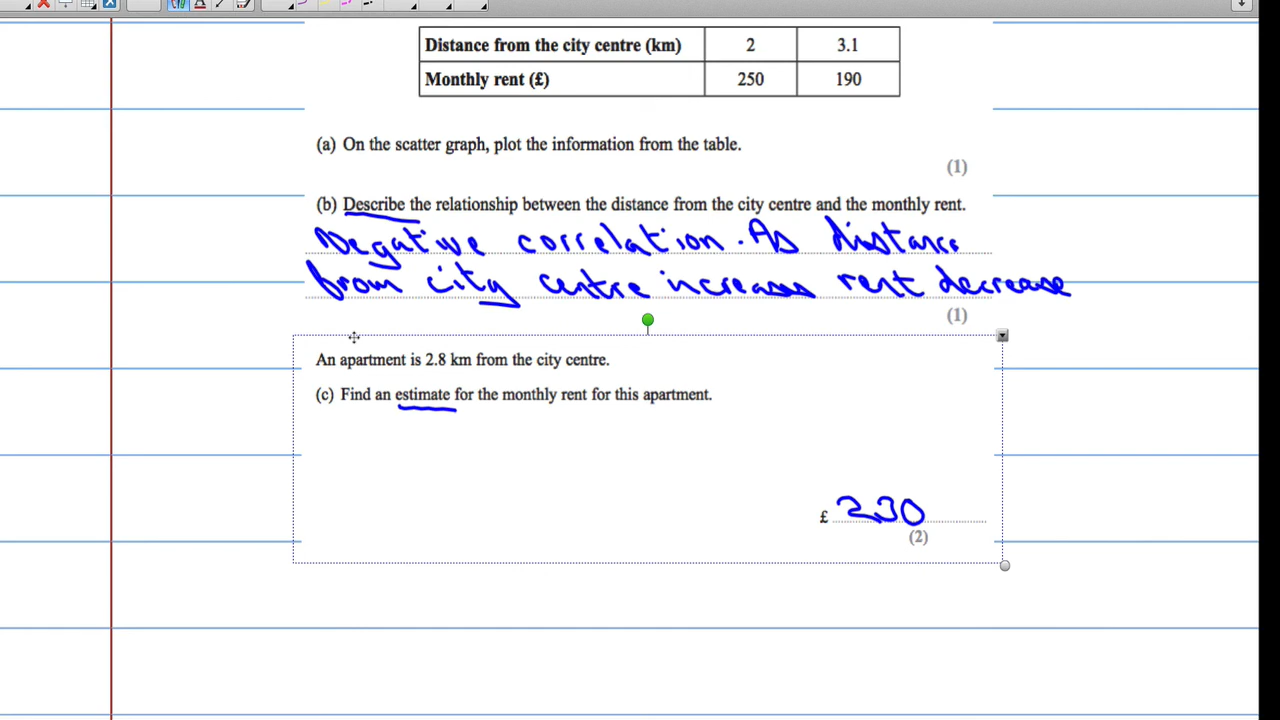 Distance from the city centre (km) 2 3.1
Monthly rent (£) 250 190
(a) On the scatter graph, plot the information from the table.
(1)
(b) Describe the relationship between the distance from the city centre and the monthly rent.
Negative correlation. As distance
from city centre increases rent decrease
(1)
An apartment is 2.8 km from the city centre.
(c) Find an estimate for the monthly rent for this apartment.
£ 230
(2)